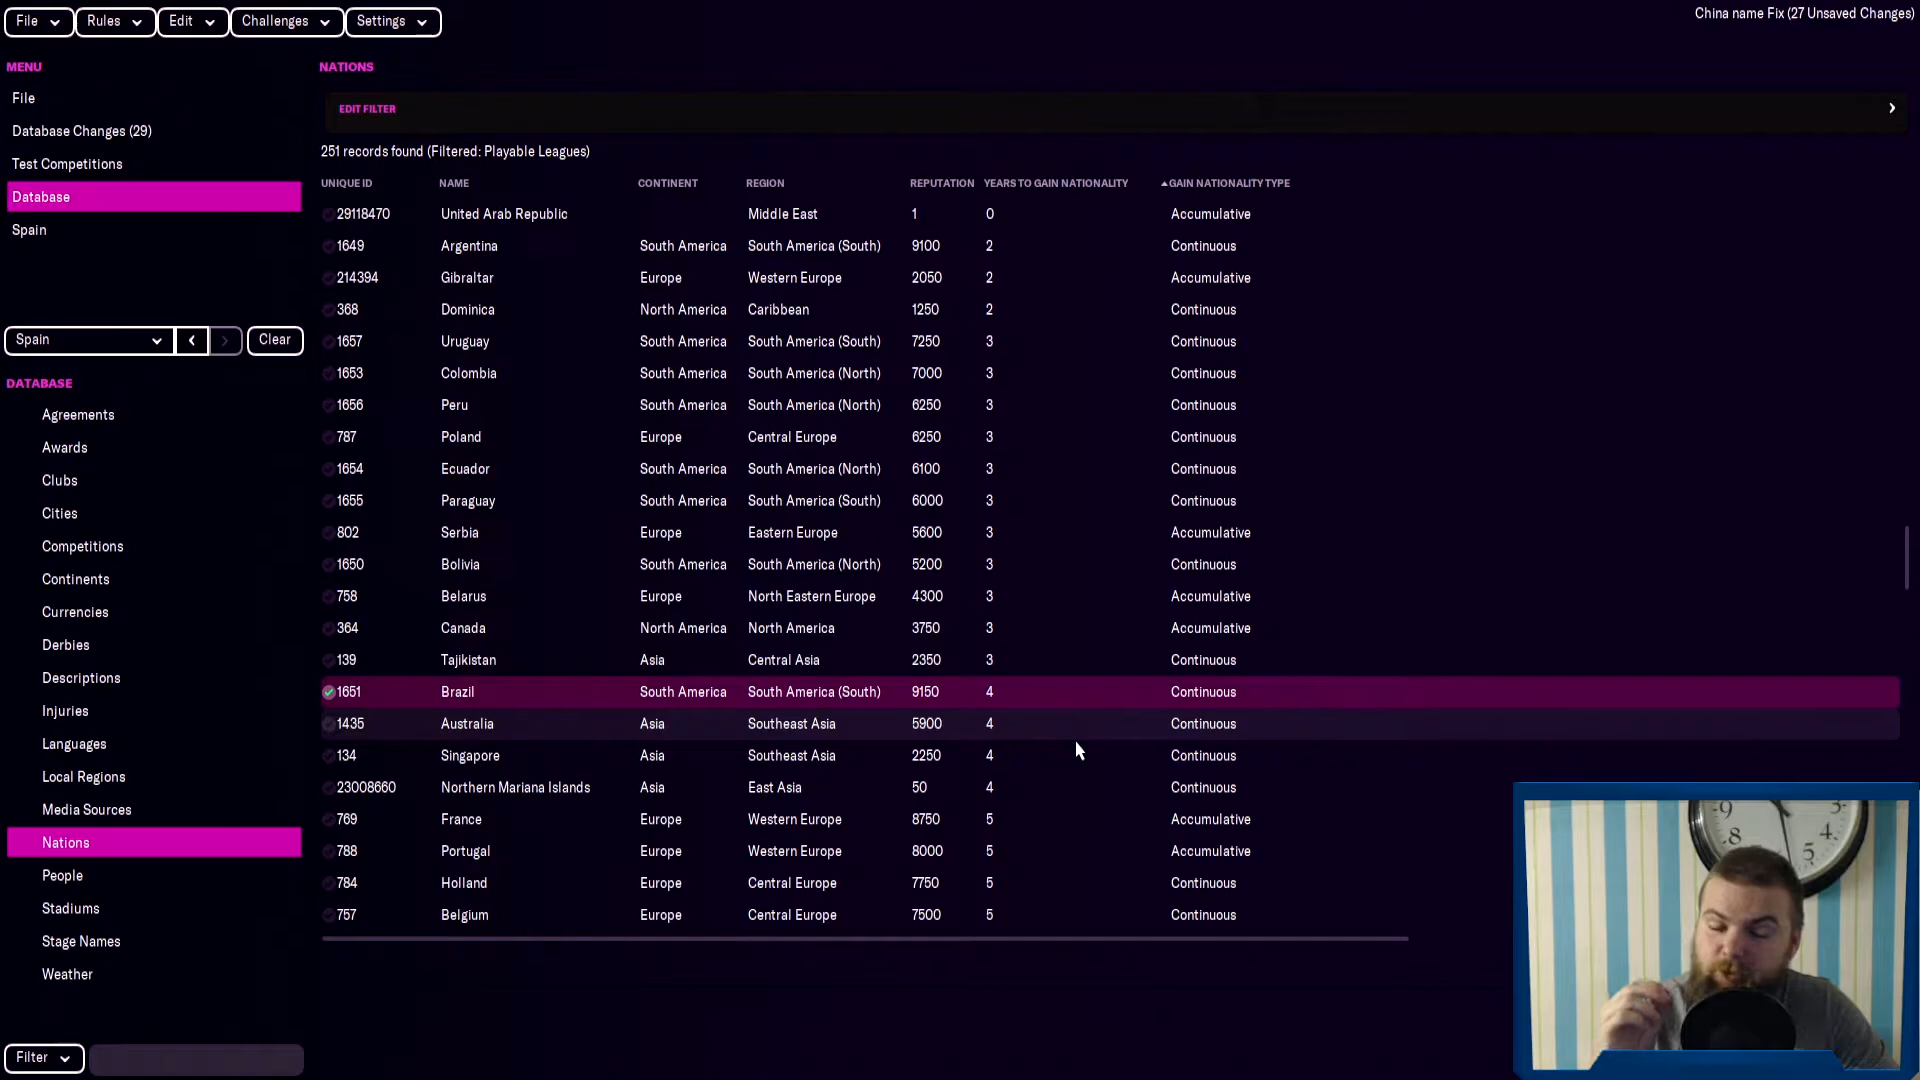 File Rules Edit Challenges Settings
China name Fix (27 Unsaved Changes)
MENU
File
Database Changes (29)
Test Competitions
Database
Spain
Spain Clear
DATABASE
Agreements
Awards
Clubs
Cities
Competitions
Continents
Currencies
Derbies
Descriptions
Injuries
Languages
Local Regions
Media Sources
Nations
People
Stadiums
Stage Names
Weather
Filter
NATIONS
EDIT FILTER
251 records found (Filtered: Playable Leagues)
UNIQUE ID NAME CONTINENT REGION REPUTATION YEARS TO GAIN NATIONALITY GAIN NATIONALITY TYPE
29118470 United Arab Republic Middle East 1 0 Accumulative
1649 Argentina South America South America (South) 9100 2 Continuous
214394 Gibraltar Europe Western Europe 2050 2 Accumulative
368 Dominica North America Caribbean 1250 2 Continuous
1657 Uruguay South America South America (South) 7250 3 Continuous
1653 Colombia South America South America (North) 7000 3 Continuous
1656 Peru South America South America (North) 6250 3 Continuous
787 Poland Europe Central Europe 6250 3 Continuous
1654 Ecuador South America South America (North) 6100 3 Continuous
1655 Paraguay South America South America (South) 6000 3 Continuous
802 Serbia Europe Eastern Europe 5600 3 Accumulative
1650 Bolivia South America South America (North) 5200 3 Continuous
758 Belarus Europe North Eastern Europe 4300 3 Accumulative
364 Canada North America North America 3750 3 Accumulative
139 Tajikistan Asia Central Asia 2350 3 Continuous
1651 Brazil South America South America (South) 9150 4 Continuous
1435 Australia Asia Southeast Asia 5900 4 Continuous
134 Singapore Asia Southeast Asia 2250 4 Continuous
23008660 Northern Mariana Islands Asia East Asia 50 4 Continuous
769 France Europe Western Europe 8750 5 Accumulative
788 Portugal Europe Western Europe 8000 5 Accumulative
784 Holland Europe Central Europe 7750 5 Continuous
757 Belgium Europe Central Europe 7500 5 Continuous
9 3
8 4
5